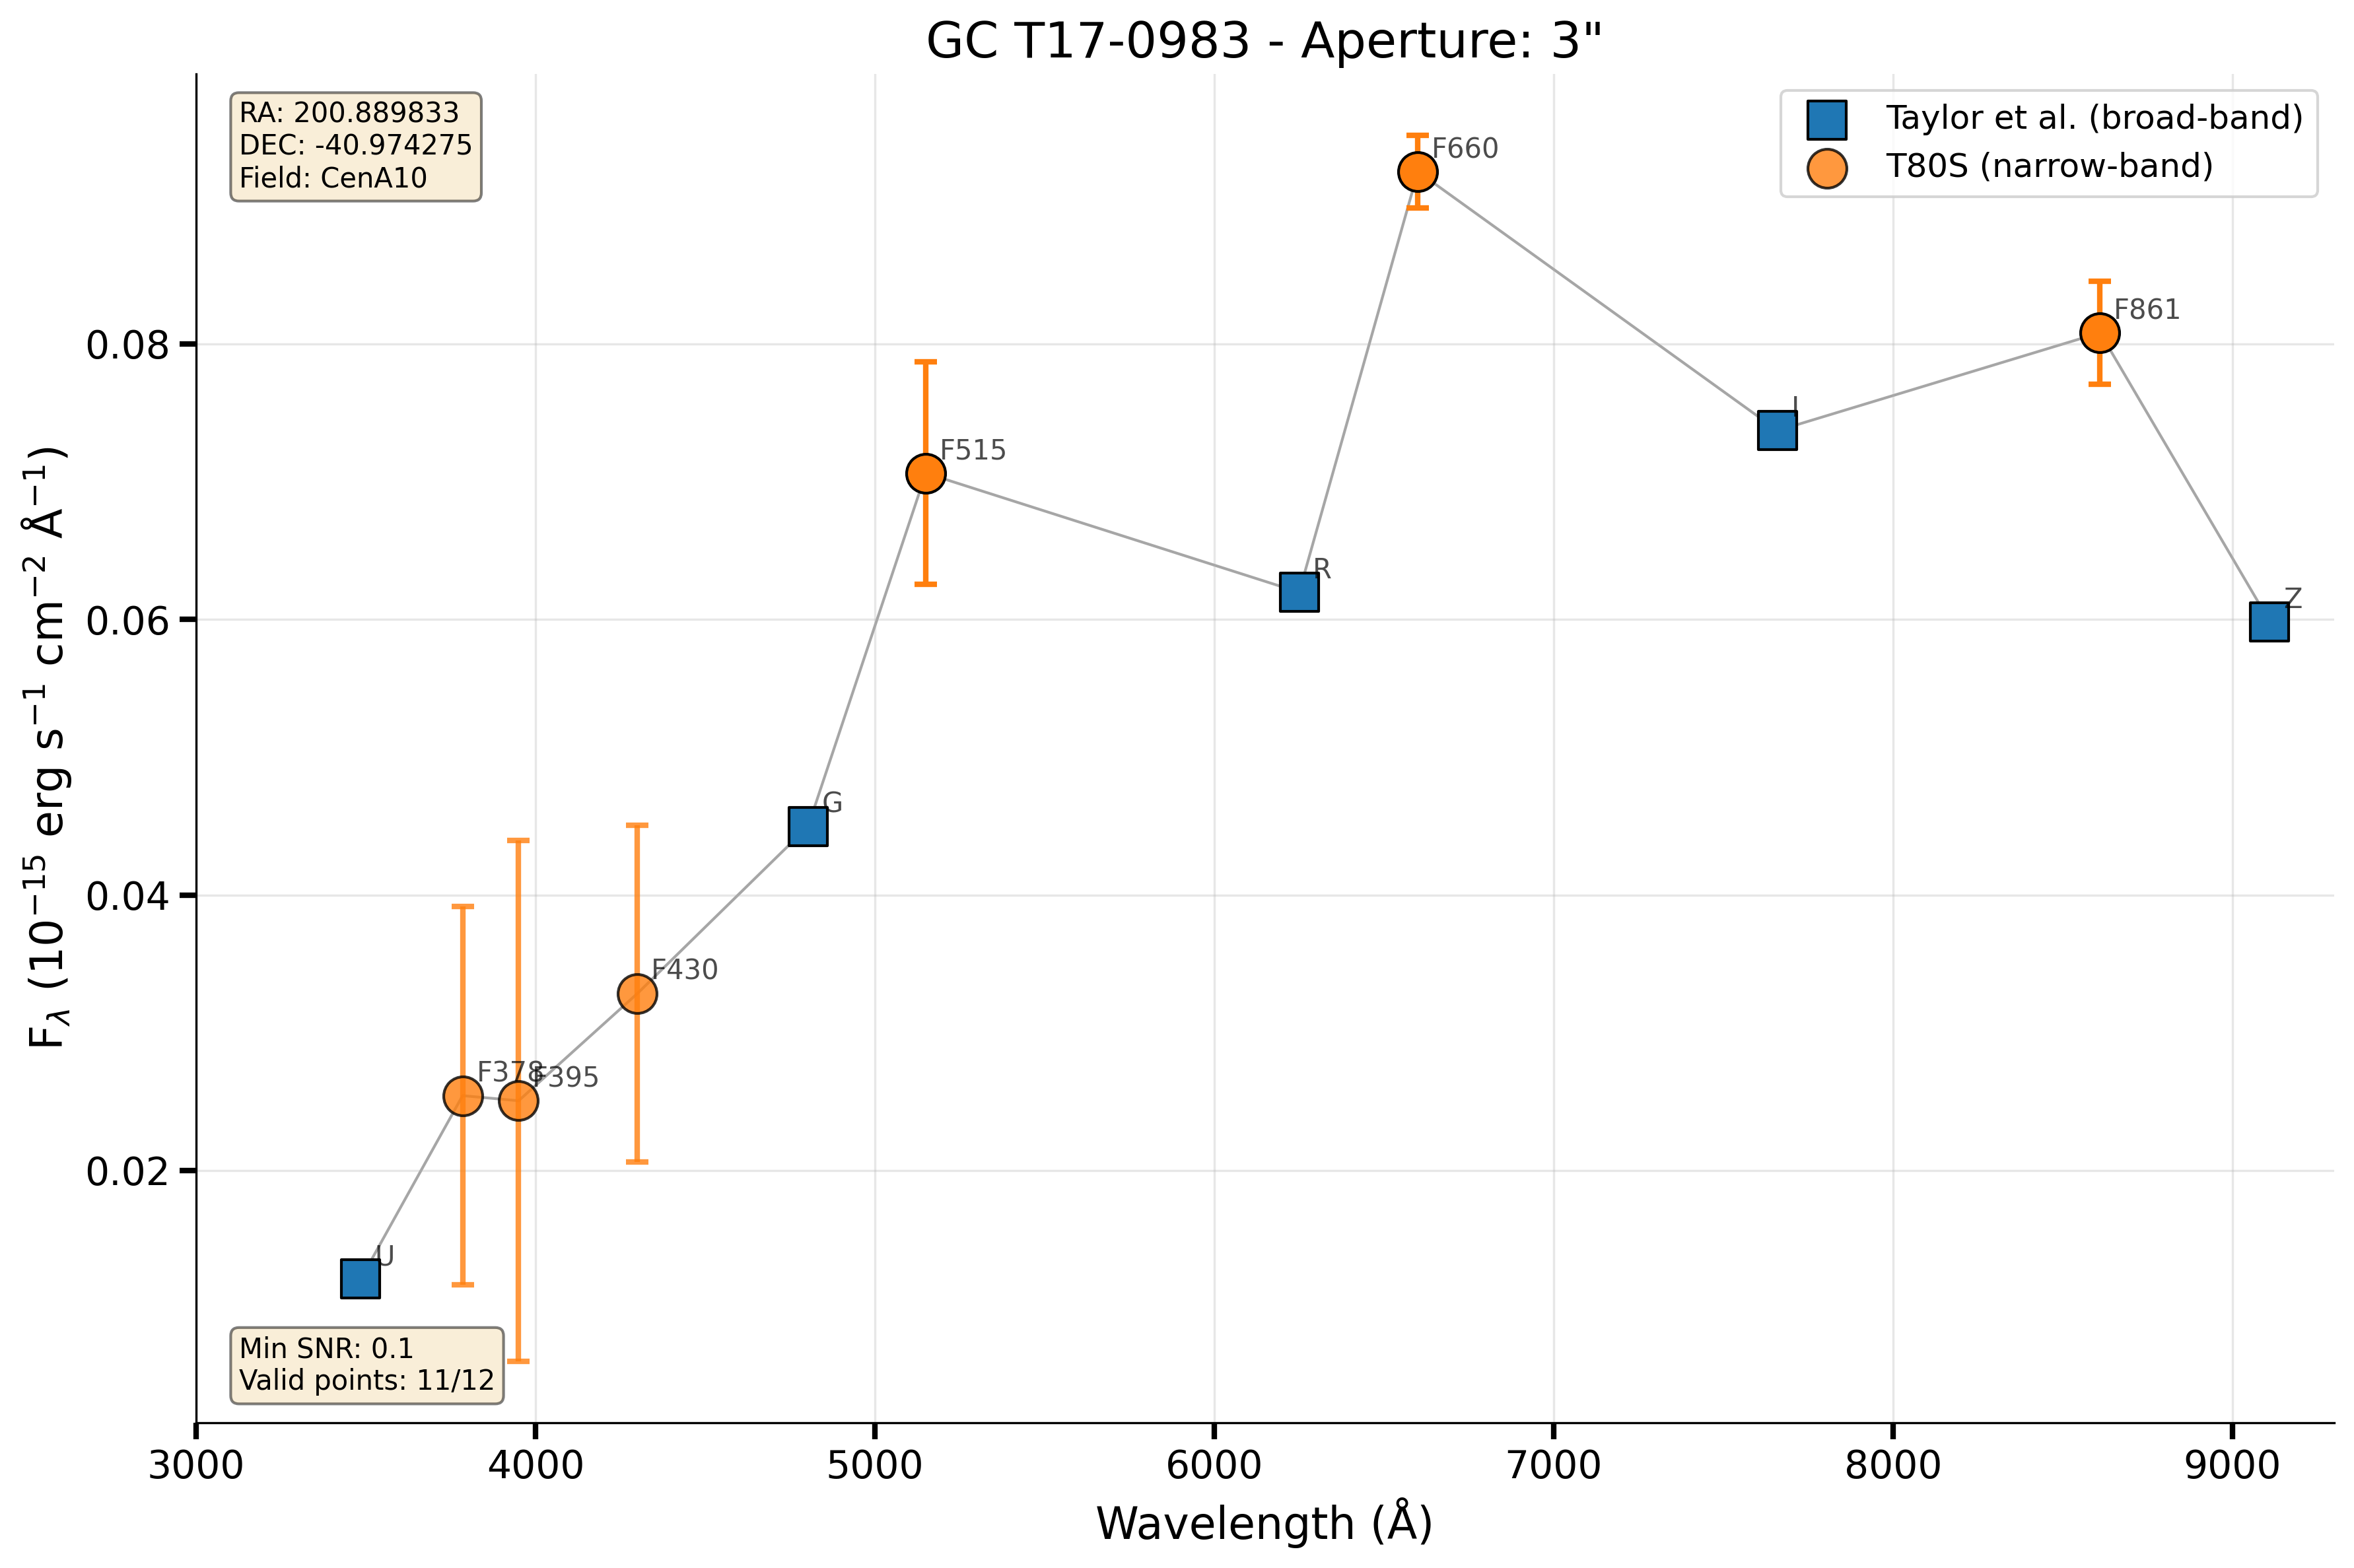 GC T17-0983 - Aperture: 3"
RA: 200.889833
DEC: -40.974275
Field: CenA10
Taylor et al. (broad-band)
T80S (narrow-band)
F660
F861
0.08
I
F515
R
0.06
Z
G
0.04
F430
F378
F395
0.02
U
Min SNR: 0.1
Valid points: 11/12
F_λ (10⁻¹⁵ erg s⁻¹ cm⁻² Å⁻¹)
3000 4000 5000 6000 7000 8000 9000
Wavelength (Å)